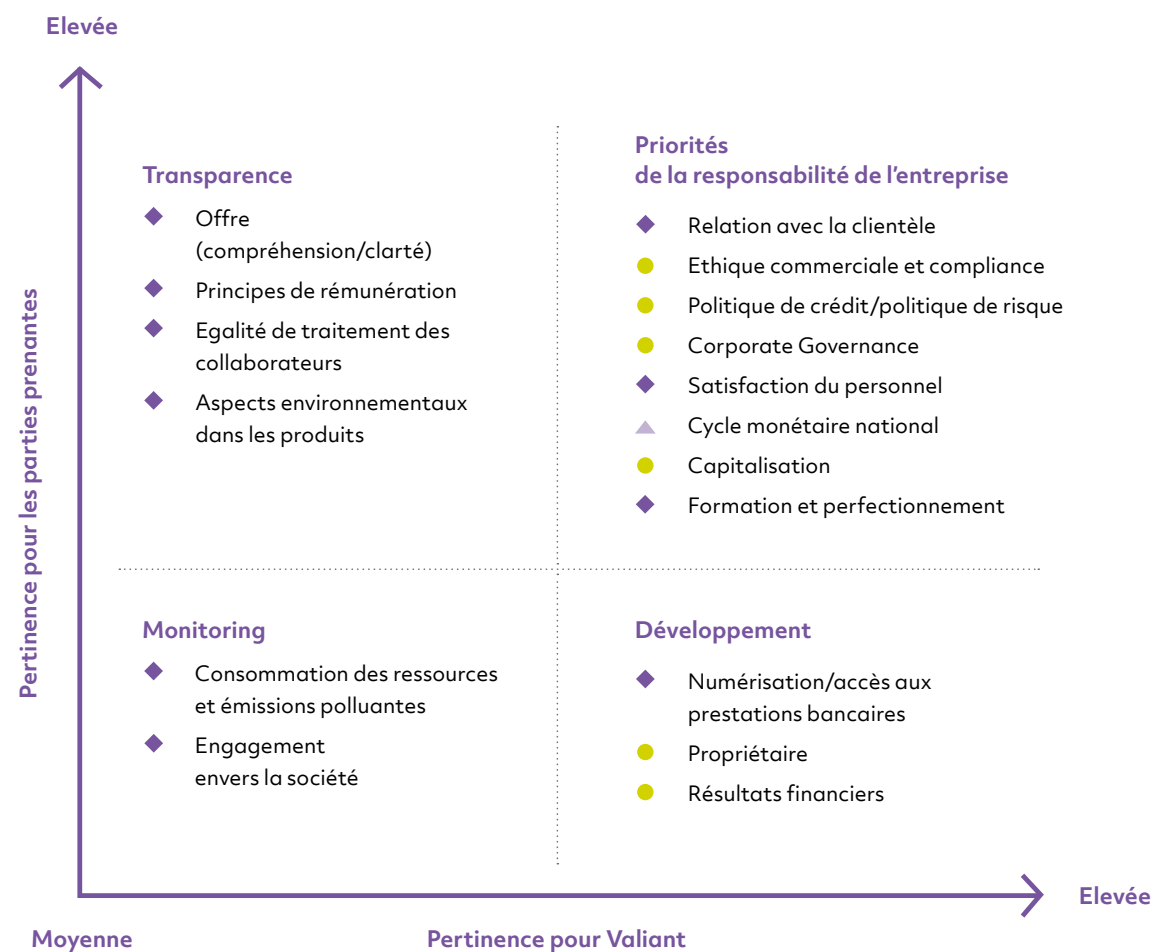 Elevée
Pertinence pour les parties prenantes
Transparence
Offre
(compréhension/clarté)
Principes de rémunération
Egalité de traitement des
collaborateurs
Aspects environnementaux
dans les produits
Priorités
de la responsabilité de l’entreprise
Relation avec la clientèle
Ethique commerciale et compliance
Politique de crédit/politique de risque
Corporate Governance
Satisfaction du personnel
Cycle monétaire national
Capitalisation
Formation et perfectionnement
Monitoring
Consommation des ressources
et émissions polluantes
Engagement
envers la société
Développement
Numérisation/accès aux
prestations bancaires
Propriétaire
Résultats financiers
Elevée
Moyenne
Pertinence pour Valiant